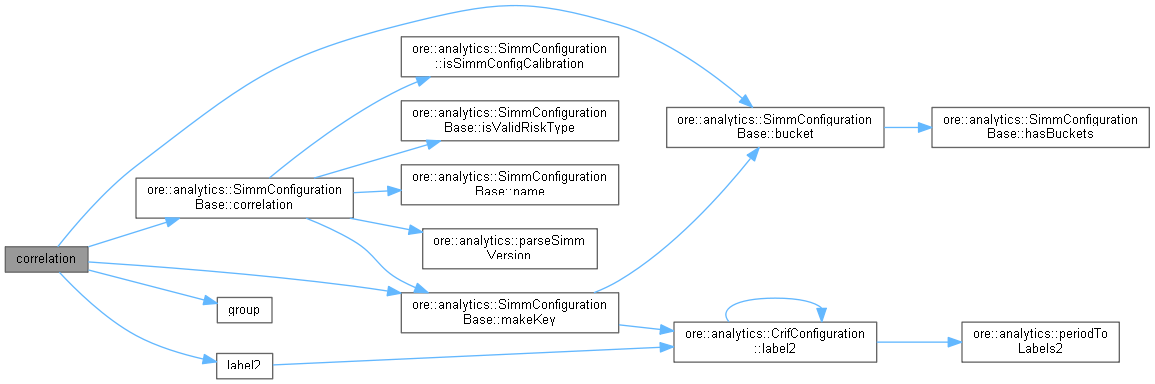 ore::analytics::SimmConfiguration
::isSimmConfigCalibration
ore::analytics::SimmConfiguration
Base::isValidRiskType
ore::analytics::SimmConfiguration
Base::bucket
ore::analytics::SimmConfiguration
Base::hasBuckets
ore::analytics::SimmConfiguration
Base::name
ore::analytics::SimmConfiguration
Base::correlation
ore::analytics::parseSimm
Version
correlation
ore::analytics::SimmConfiguration
Base::makeKey
group
ore::analytics::CrifConfiguration
::label2
ore::analytics::periodTo
Labels2
label2